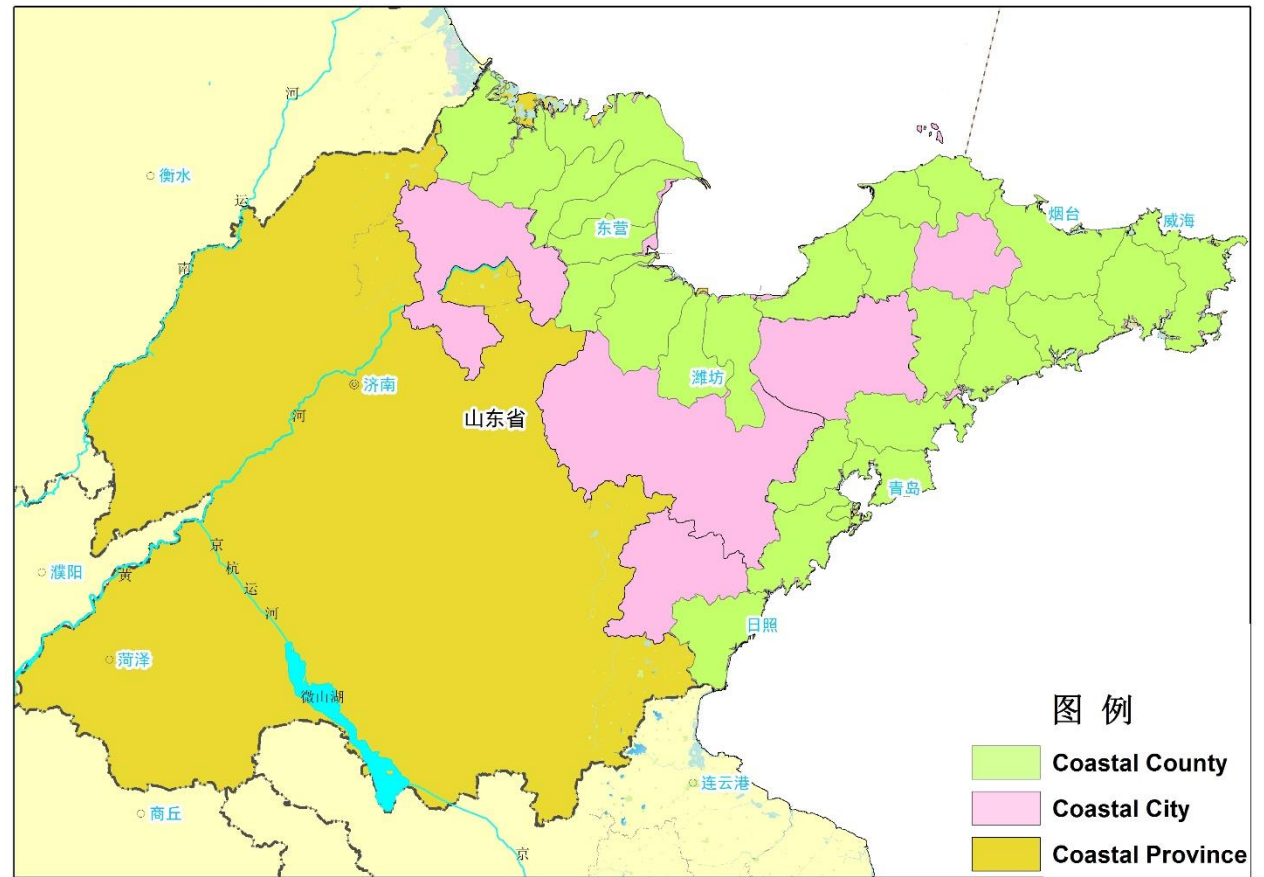 河
衡水
运
烟台
威海
东营
南
潍坊
济南
河
山东省
青岛
京
濮阳
黄
杭
运
河
日照
菏泽
微山湖
图 例
Coastal County
连云港
Coastal City
商丘
京
Coastal Province